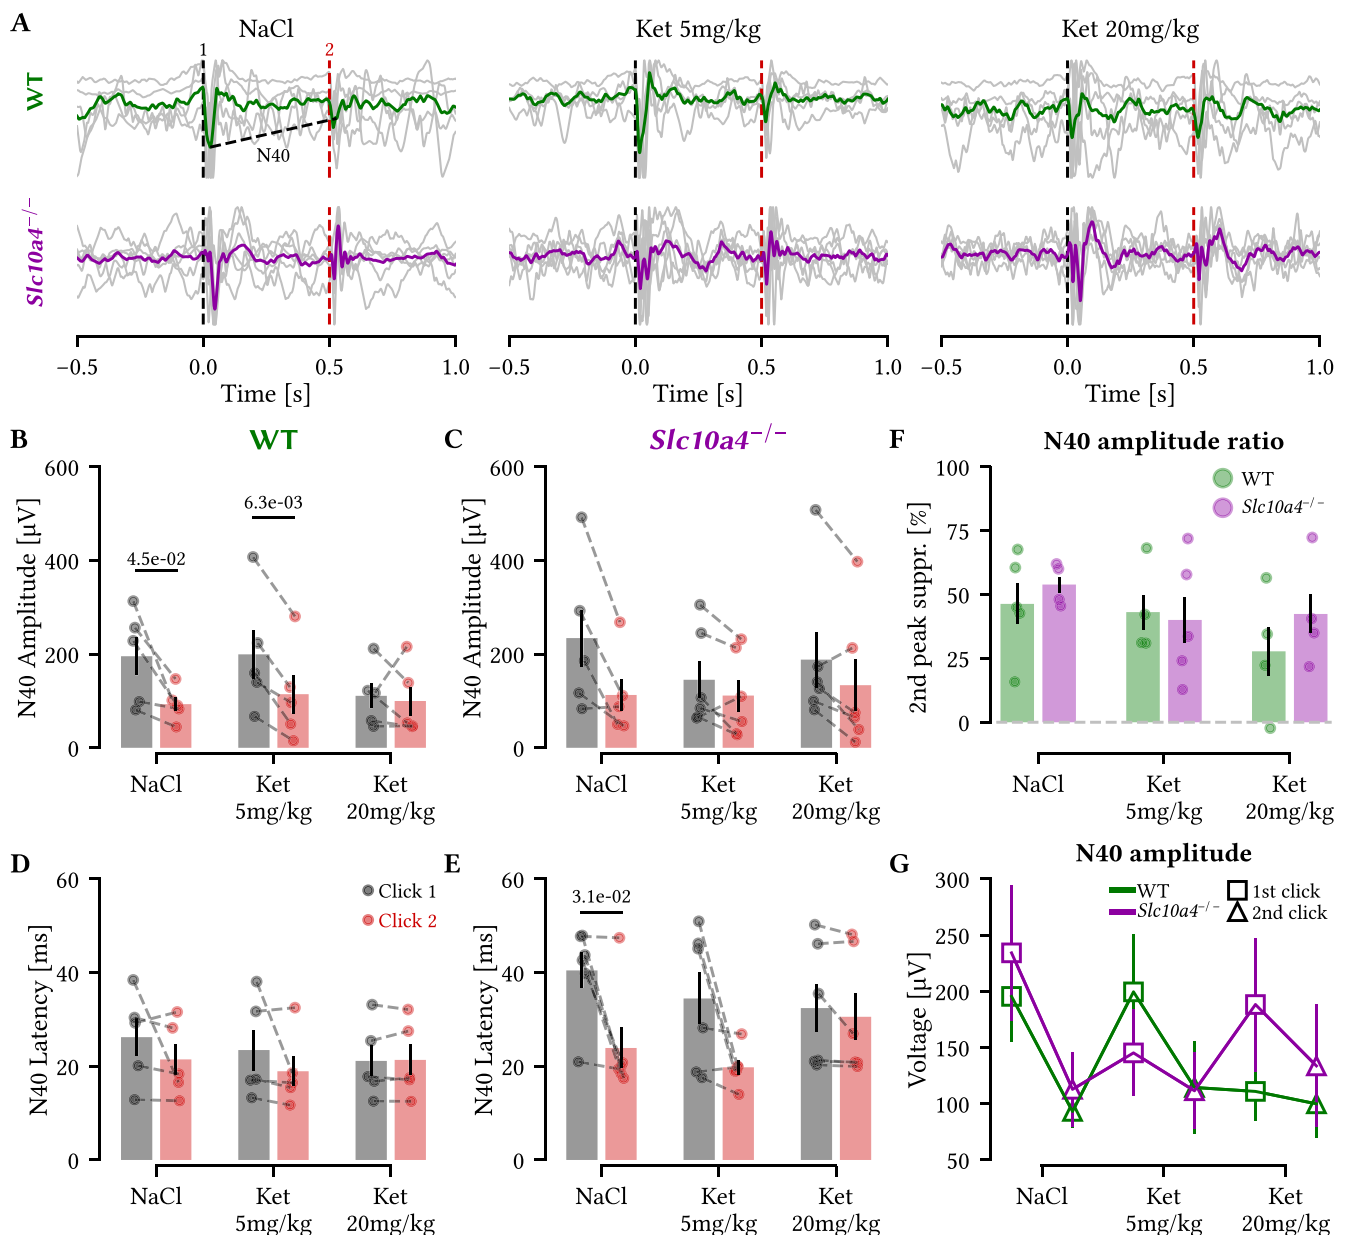 A
NaCl
Ket 5mg/kg
Ket 20mg/kg
1
2
WT
N40
Slc10a4−/−
−0.5
0.0
0.5
1.0
−0.5
0.0
0.5
1.0
−0.5
0.0
0.5
1.0
Time [s]
Time [s]
Time [s]
B
WT
N40 Amplitude [µV]
600
400
200
0
4.5e-02
6.3e-03
NaCl
Ket
5mg/kg
Ket
20mg/kg
C
Slc10a4−/−
N40 Amplitude [µV]
600
400
200
0
NaCl
Ket
5mg/kg
Ket
20mg/kg
F
N40 amplitude ratio
2nd peak suppr. [%]
100
75
50
25
0
WT
Slc10a4−/−
NaCl
Ket
5mg/kg
Ket
20mg/kg
D
N40 Latency [ms]
60
40
20
0
Click 1
Click 2
NaCl
Ket
5mg/kg
Ket
20mg/kg
E
N40 Latency [ms]
60
40
20
0
3.1e-02
NaCl
Ket
5mg/kg
Ket
20mg/kg
G
N40 amplitude
Voltage [µV]
300
250
200
150
100
50
WT
Slc10a4−/−
1st click
2nd click
NaCl
Ket
5mg/kg
Ket
20mg/kg